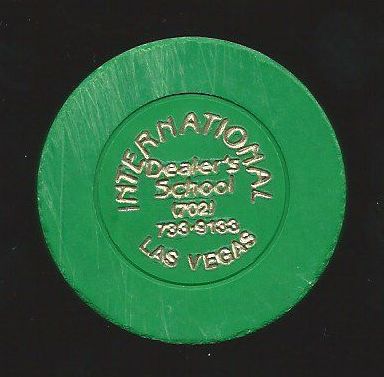 INTERNATIONAL
Dealer's
School
(702)
733-9133
LAS VEGAS